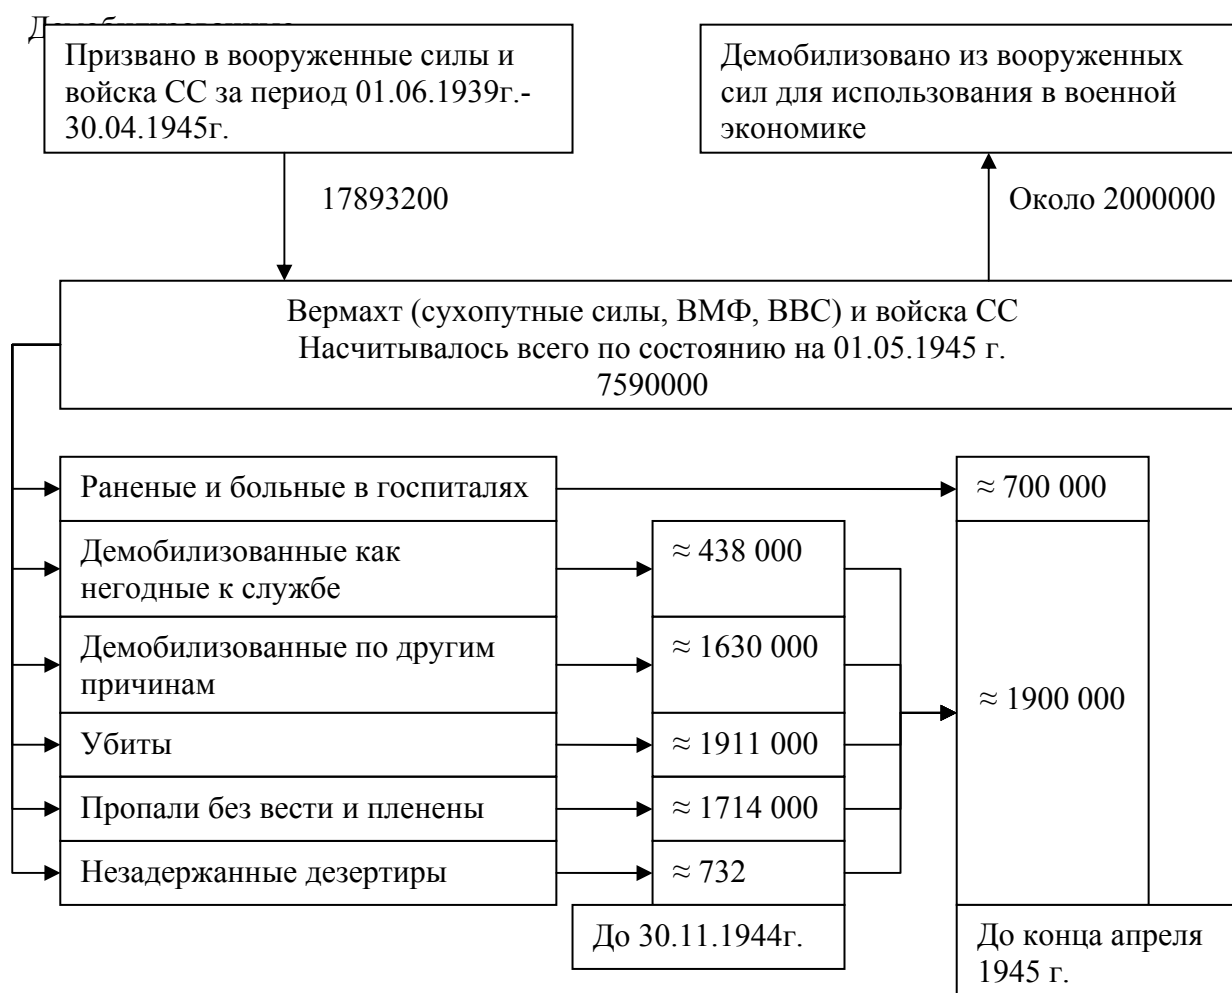 Призвано в вооруженные силы и
войска СС за период 01.06.1939г.-
30.04.1945г.
Демобилизовано из вооруженных
сил для использования в военной
экономике
17893200
Около 2000000
Вермахт (сухопутные силы, ВМФ, ВВС) и войска СС
Насчитывалось всего по состоянию на 01.05.1945 г.
7590000
Раненые и больные в госпиталях
≈ 700 000
Демобилизованные как
негодные к службе
≈ 438 000
Демобилизованные по другим
причинам
≈ 1630 000
≈ 1900 000
Убиты
≈ 1911 000
Пропали без вести и пленены
≈ 1714 000
Незадержанные дезертиры
≈ 732
До 30.11.1944г.
До конца апреля
1945 г.